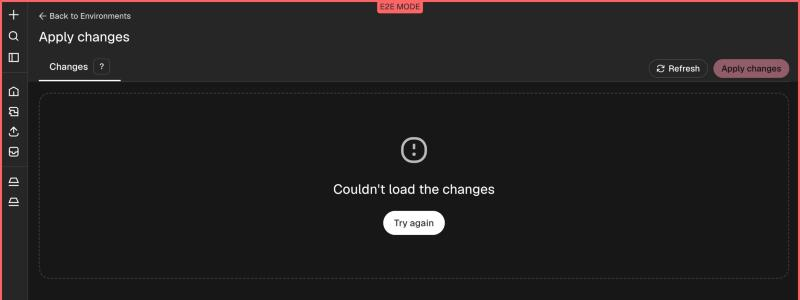 E2E MODE
Back to Environments
Apply changes
Changes ?
Refresh
Apply changes
Couldn't load the changes
Try again